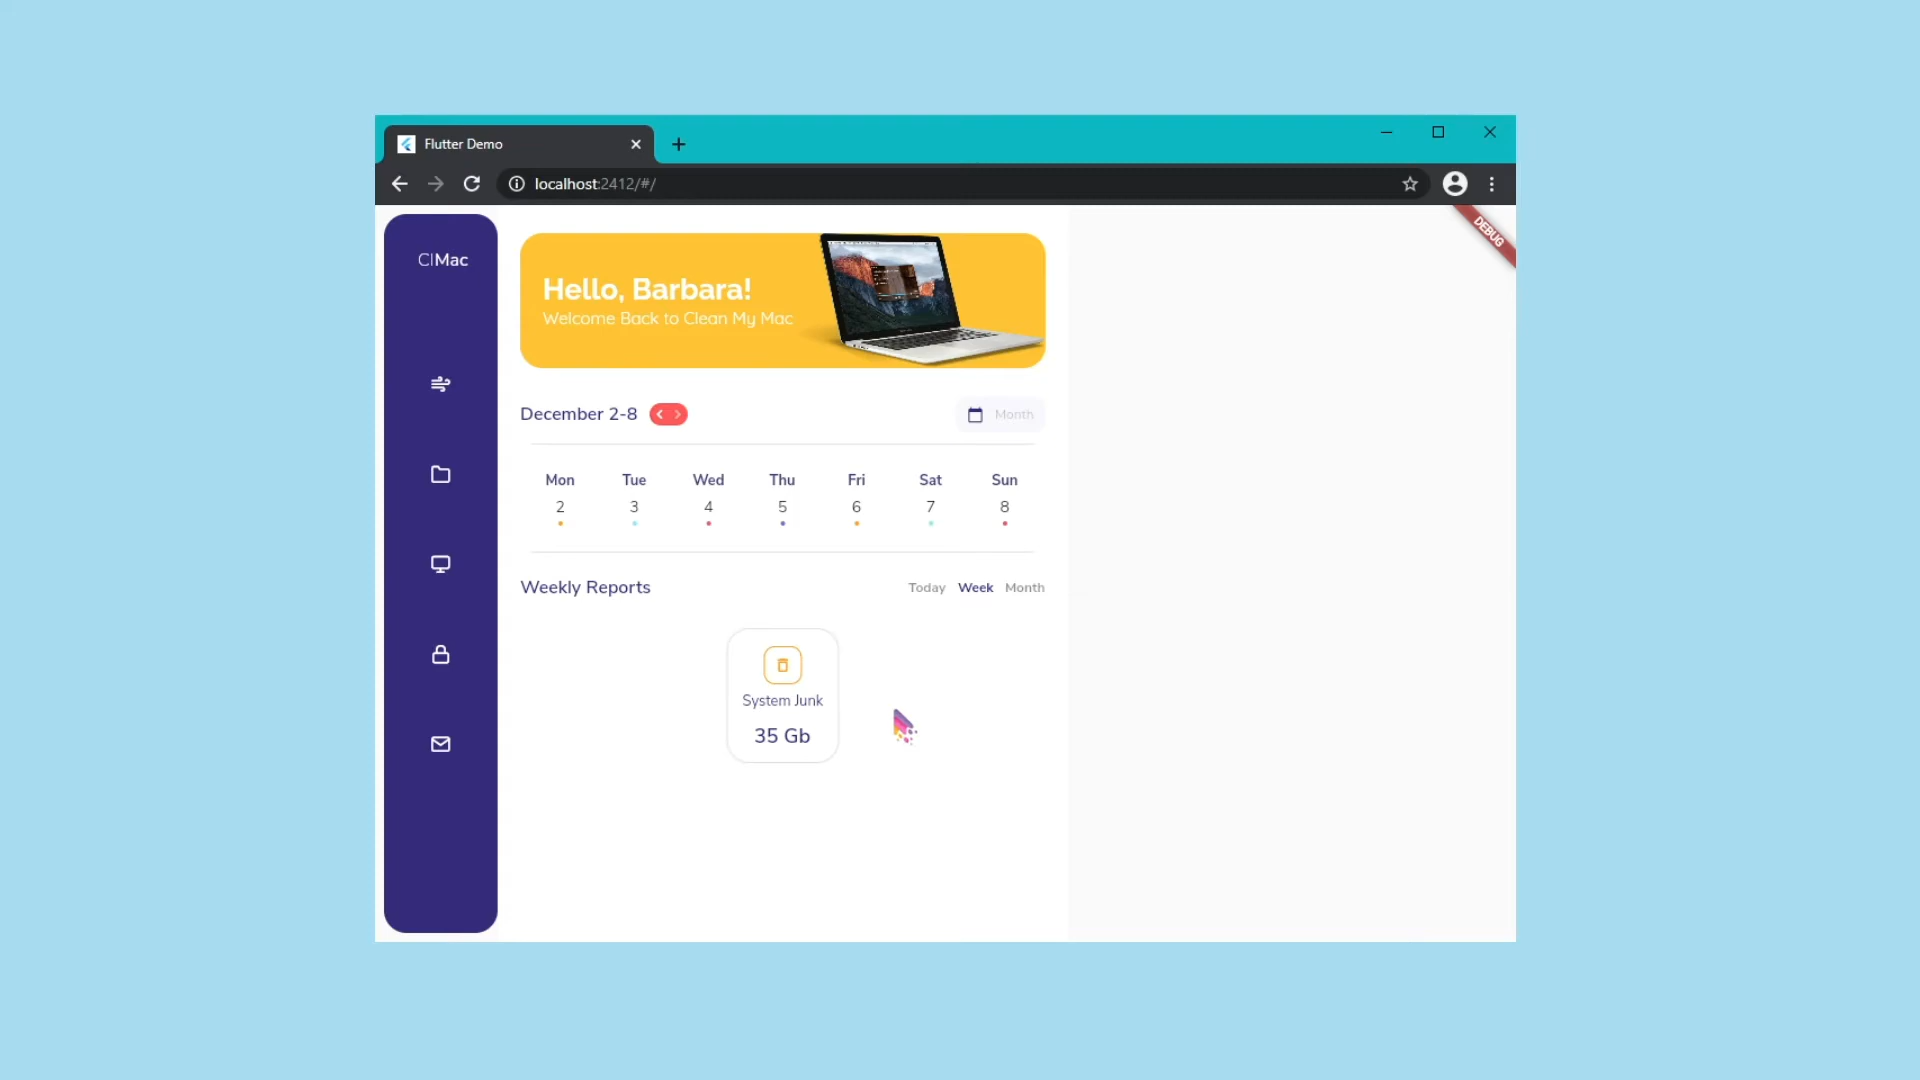 Flutter Demo
localhost:2412/#/
DEBUG
ClMac
Hello, Barbara!
Welcome Back to Clean My Mac
December 2-8
Month
Mon Tue Wed Thu Fri Sat Sun
2 3 4 5 6 7 8
Weekly Reports
Today Week Month
System Junk
35 Gb